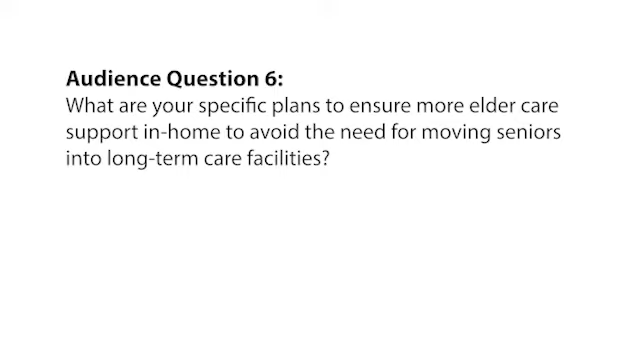 Audience Question 6:
What are your specific plans to ensure more elder care
support in-home to avoid the need for moving seniors
into long-term care facilities?